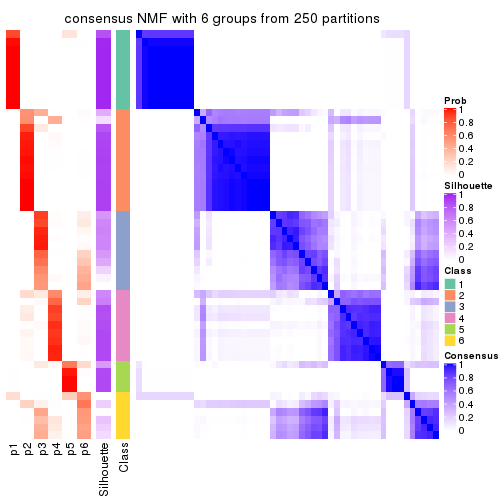 consensus NMF with 6 groups from 250 partitions
Prob
1
0.8
0.6
0.4
0.2
0
Silhouette
1
0.8
0.6
0.4
0.2
0
Class
1
2
3
4
5
6
Consensus
1
0.8
0.6
0.4
0.2
0
p1
p2
p3
p4
p5
p6
Silhouette
Class